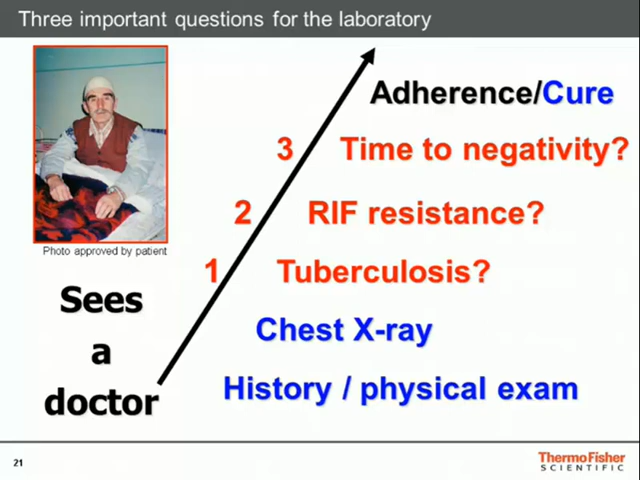 Three important questions for the laboratory
Adherence/Cure
3 Time to negativity?
2 RIF resistance?
Photo approved by patient
1 Tuberculosis?
Sees
a
doctor
Chest X-ray
History / physical exam
21
ThermoFisher
SCIENTIFIC